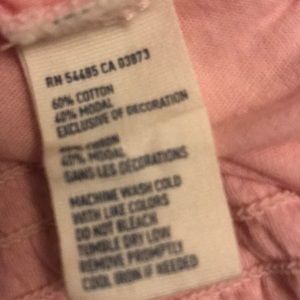 RN 54485 CA 03973
60% COTTON
40% MODAL
EXCLUSIVE OF DECORATION
40% MODAL
SANS LES DÉCORATIONS
MACHINE WASH COLD
WITH LIKE COLORS
DO NOT BLEACH
TUMBLE DRY LOW
REMOVE PROMPTLY
COOL IRON IF NEEDED